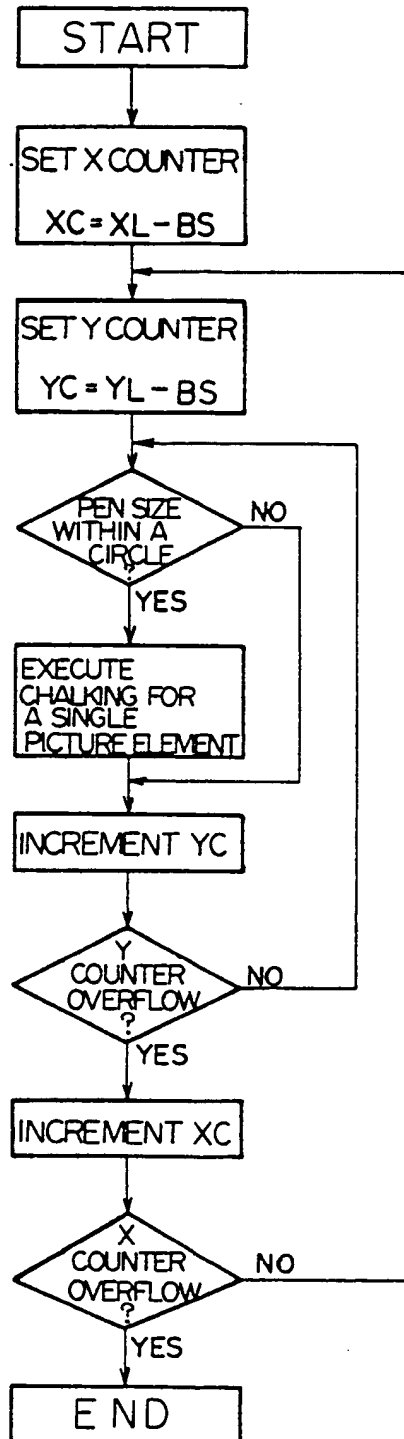 START
SET X COUNTER
XC = XL - BS
SET Y COUNTER
YC = YL - BS
PEN SIZE
WITHIN A
CIRCLE
?
NO
YES
EXECUTE
CHALKING FOR
A SINGLE
PICTURE ELEMENT
INCREMENT YC
Y
COUNTER
OVERFLOW
?
NO
YES
INCREMENT XC
X
COUNTER
OVERFLOW
?
NO
YES
END